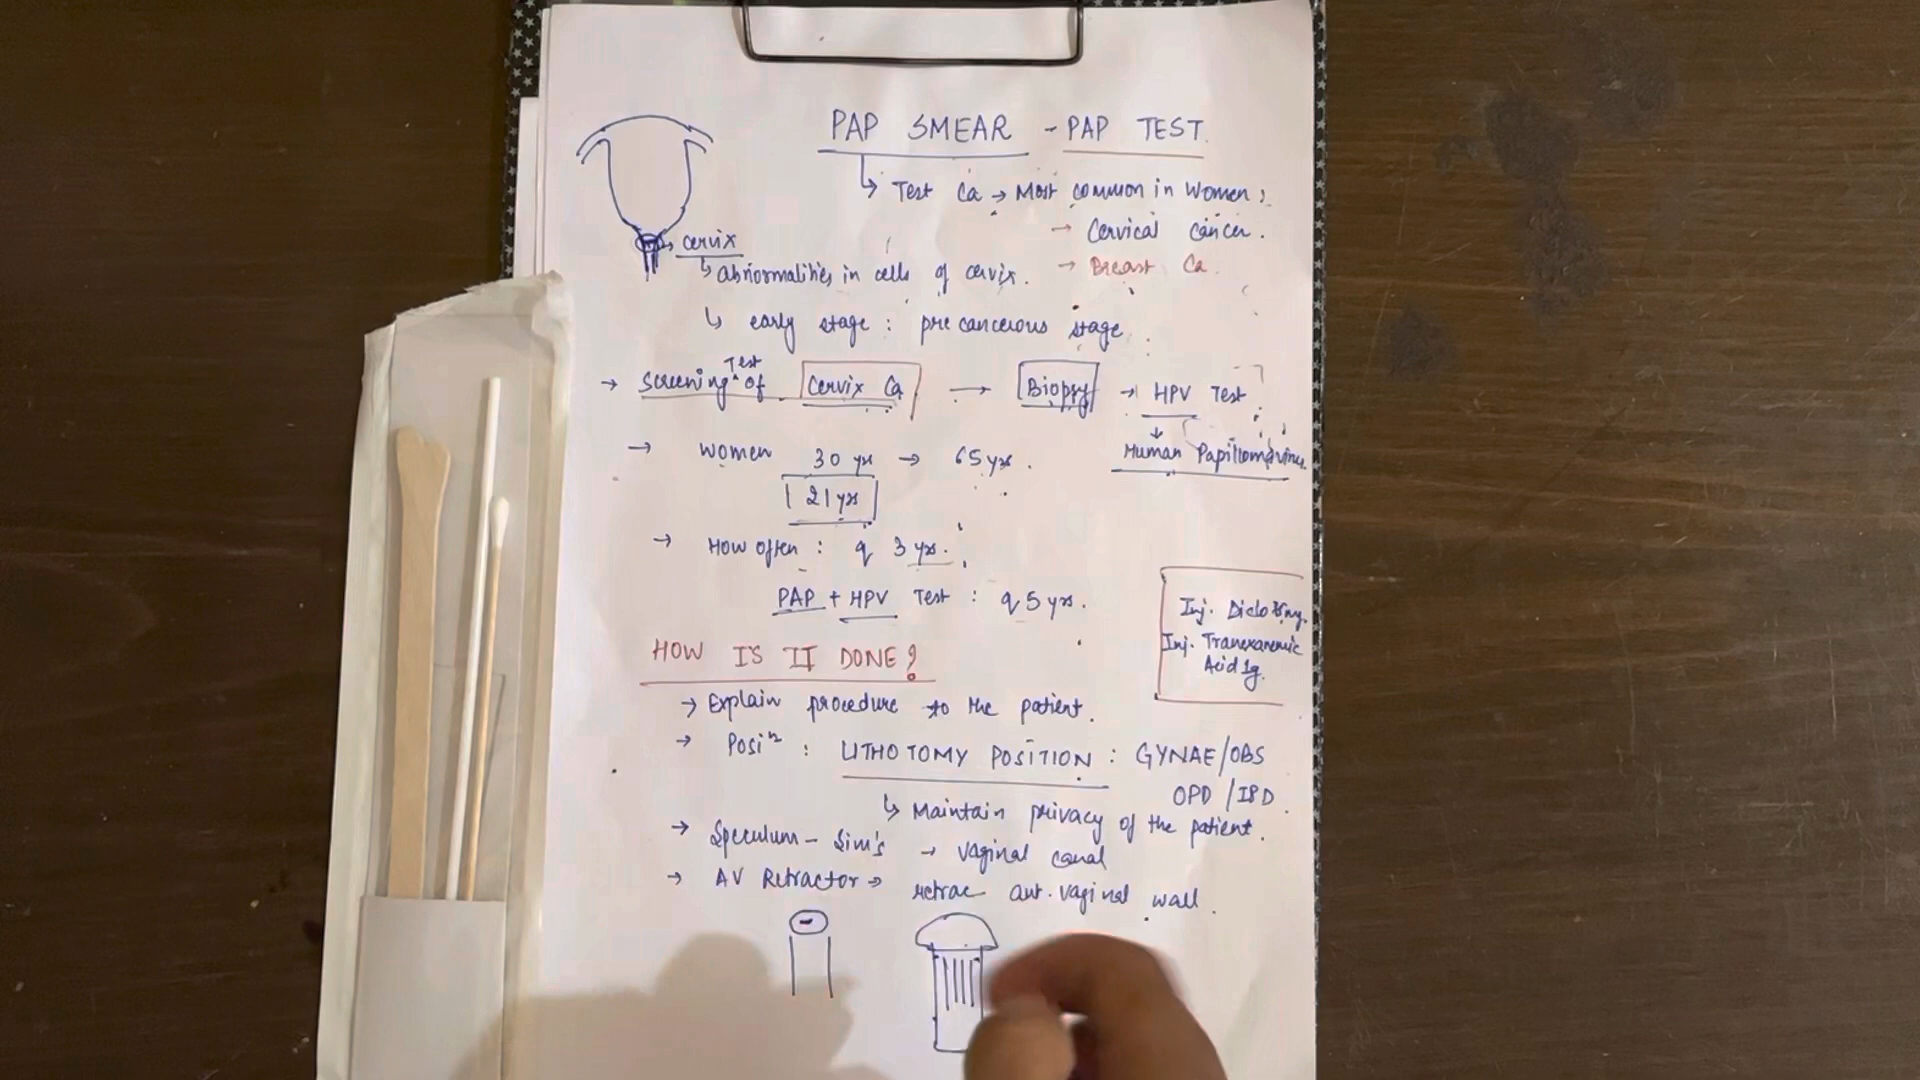 PAP SMEAR - PAP TEST.
↳ Test Ca → Most common in Women:
→ Cervical cancer.
→ cervix
→ Breast Ca.
↳ Abnormalities in cells of cervix.
↳ early stage : precancerous stage
→ Screening Test of Cervix Ca → Biopsy → HPV Test
↓
Human Papillomavirus
→ Women 30 yrs → 65 yrs.
21 yrs
→ How often : q 3 yrs.
PAP + HPV Test : q 5 yrs.
Inj. Diclo
Inj. Tranexanemic
Acid 1g.
HOW IS IT DONE?
→ Explain procedure to the patient.
→ Posiⁿ : LITHOTOMY POSITION : GYNAE/OBS
OPD / IPD
↳ Maintain privacy of the patient.
→ Speculum - Sim's → Vaginal canal
→ AV Retractor → retrac ant. vaginal wall.